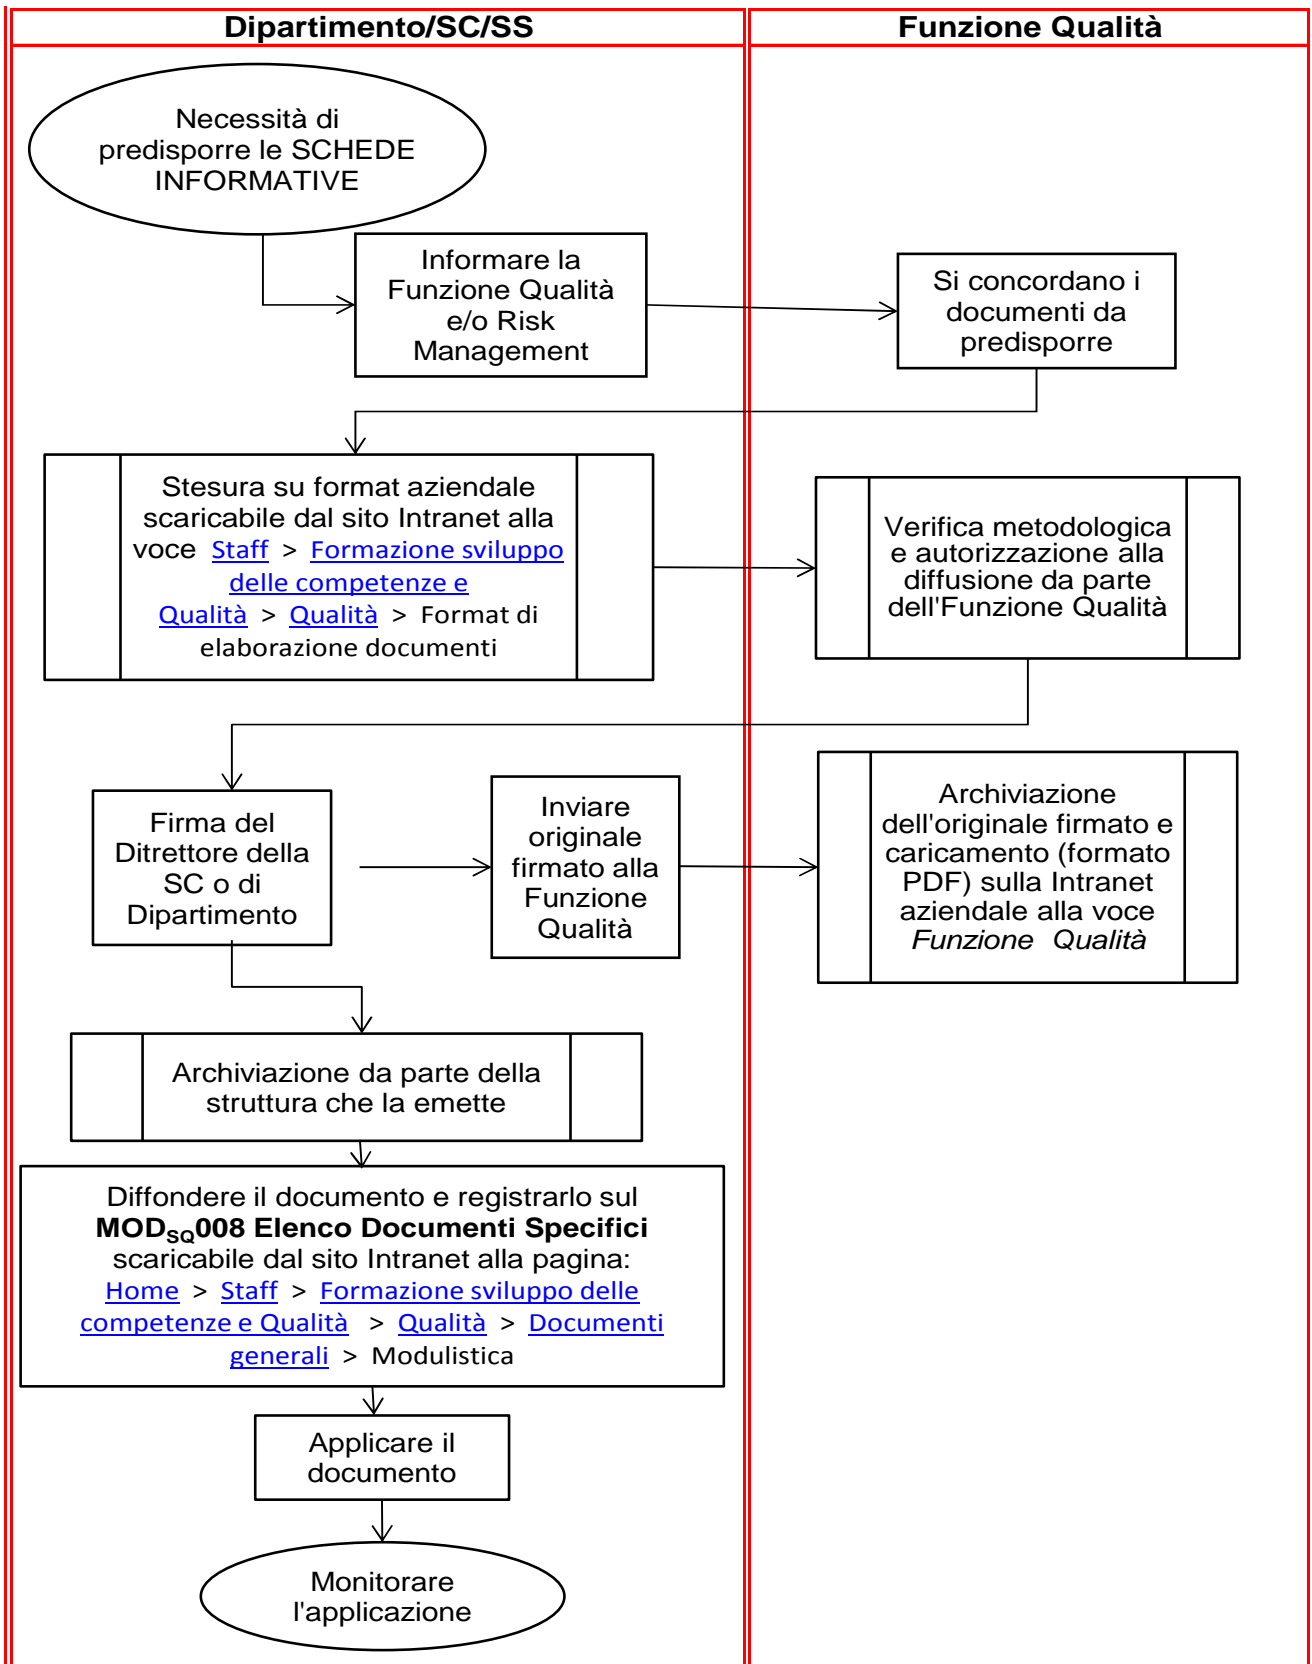 Dipartimento/SC/SS
Funzione Qualità
Necessità di
predisporre le SCHEDE
INFORMATIVE
Informare la
Funzione Qualità
e/o Risk
Management
Si concordano i
documenti da
predisporre
Stesura su format aziendale
scaricabile dal sito Intranet alla
voce Staff > Formazione sviluppo
delle competenze e
Qualità > Qualità > Format di
elaborazione documenti
Verifica metodologica
e autorizzazione alla
diffusione da parte
dell'Funzione Qualità
Firma del
Ditrettore della
SC o di
Dipartimento
Inviare
originale
firmato alla
Funzione
Qualità
Archiviazione
dell'originale firmato e
caricamento (formato
PDF) sulla Intranet
aziendale alla voce
Funzione Qualità
Archiviazione da parte della
struttura che la emette
Diffondere il documento e registrarlo sul
MODSQ008 Elenco Documenti Specifici
scaricabile dal sito Intranet alla pagina:
Home > Staff > Formazione sviluppo delle
competenze e Qualità > Qualità > Documenti
generali > Modulistica
Applicare il
documento
Monitorare
l'applicazione